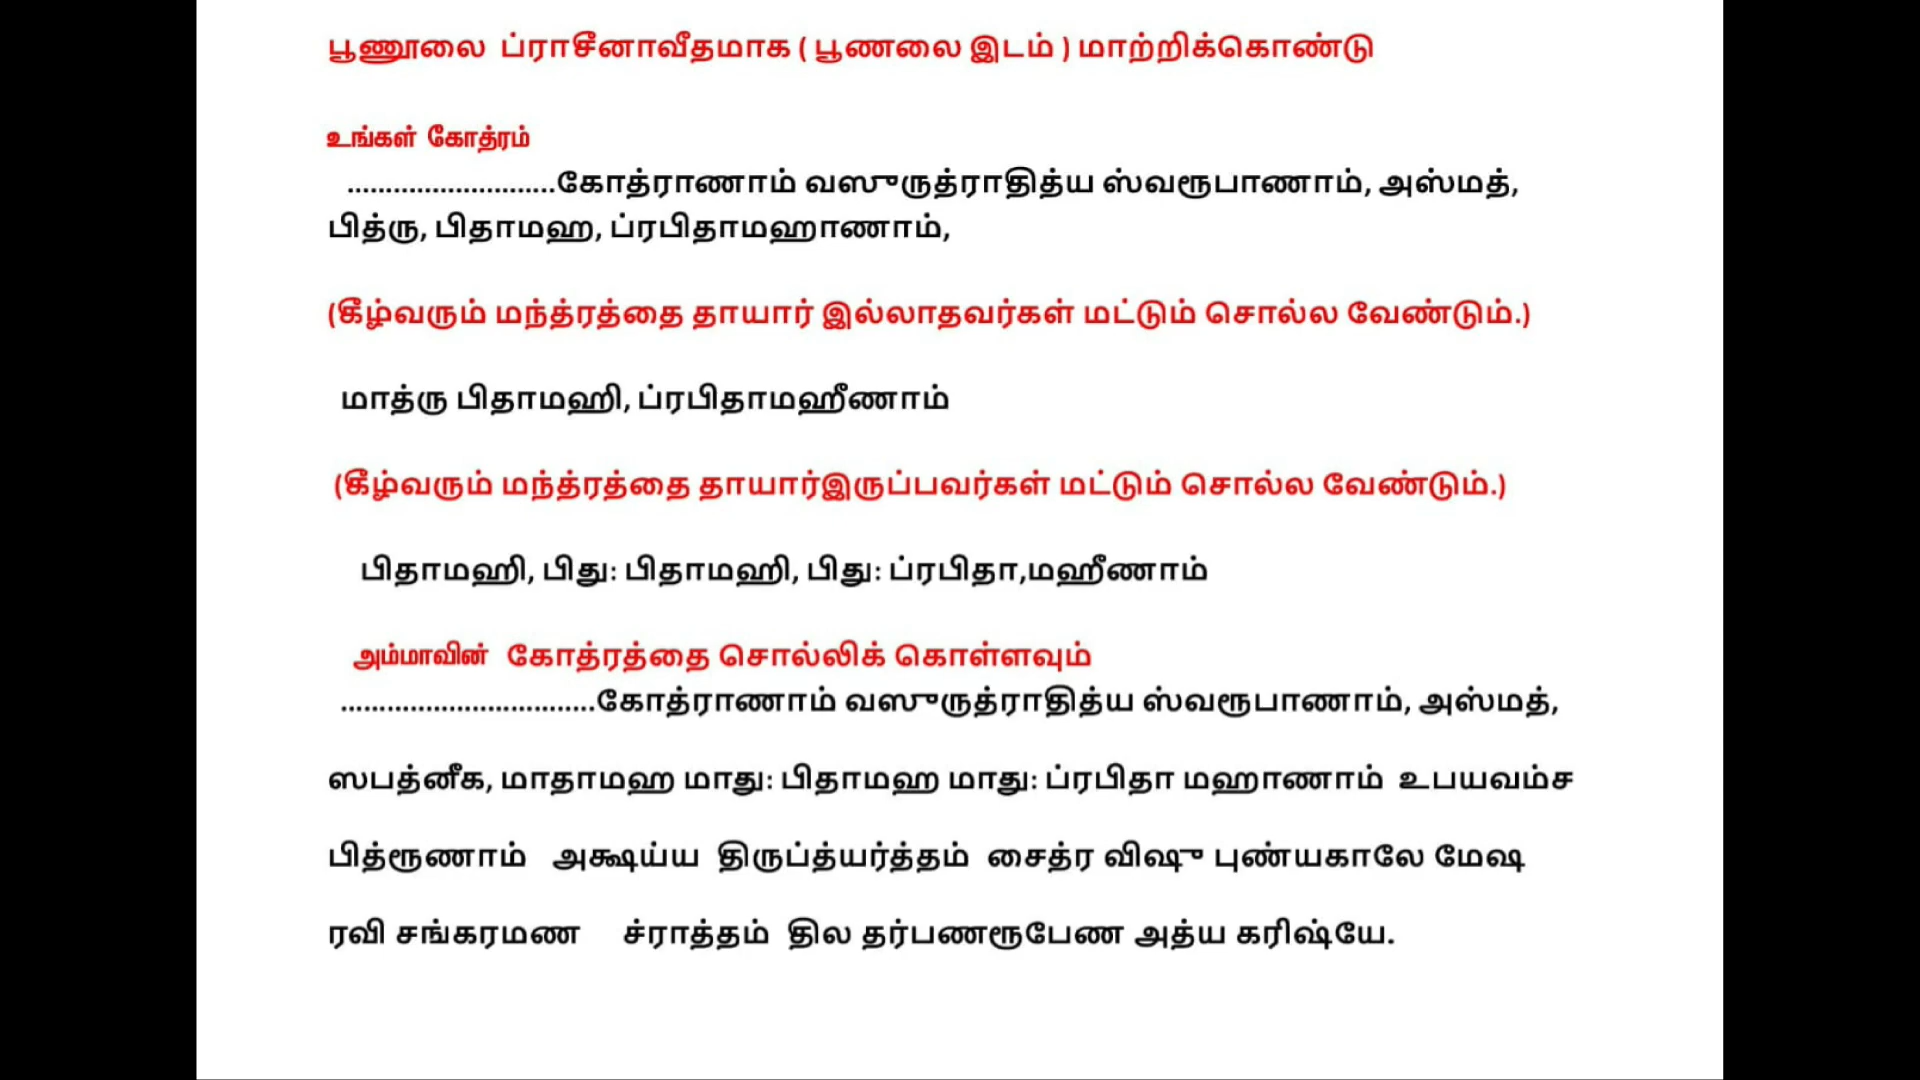 பூணூலை ப்ராசீனாவீதமாக ( பூணலை இடம் ) மாற்றிக்கொண்டு
உங்கள் கோத்ரம்
...........................கோத்ராணாம் வஸுருத்ராதித்ய ஸ்வரூபாணாம், அஸ்மத்,
பித்ரு, பிதாமஹ, ப்ரபிதாமஹாணாம்,
(கீழ்வரும் மந்த்ரத்தை தாயார் இல்லாதவர்கள் மட்டும் சொல்ல வேண்டும்.)
மாத்ரு பிதாமஹி, ப்ரபிதாமஹீணாம்
(கீழ்வரும் மந்த்ரத்தை தாயார்இருப்பவர்கள் மட்டும் சொல்ல வேண்டும்.)
பிதாமஹி, பிது: பிதாமஹி, பிது: ப்ரபிதா,மஹீணாம்
அம்மாவின் கோத்ரத்தை சொல்லிக் கொள்ளவும்
.................................கோத்ராணாம் வஸுருத்ராதித்ய ஸ்வரூபாணாம், அஸ்மத்,
ஸபத்னீக, மாதாமஹ மாது: பிதாமஹ மாது: ப்ரபிதா மஹாணாம் உபயவம்ச
பித்ரூணாம் அக்ஷய்ய திருப்த்யர்த்தம் சைத்ர விஷு புண்யகாலே மேஷ
ரவி சங்கரமண ச்ராத்தம் தில தர்பணரூபேண அத்ய கரிஷ்யே.